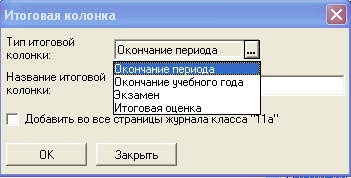 Итоговая колонка
Тип итоговой колонки:
Окончание периода
...
Окончание периода
Окончание учебного года
Экзамен
Итоговая оценка
Название итоговой колонки:
Добавить во все страницы журнала класса "11а"
OK
Закрыть